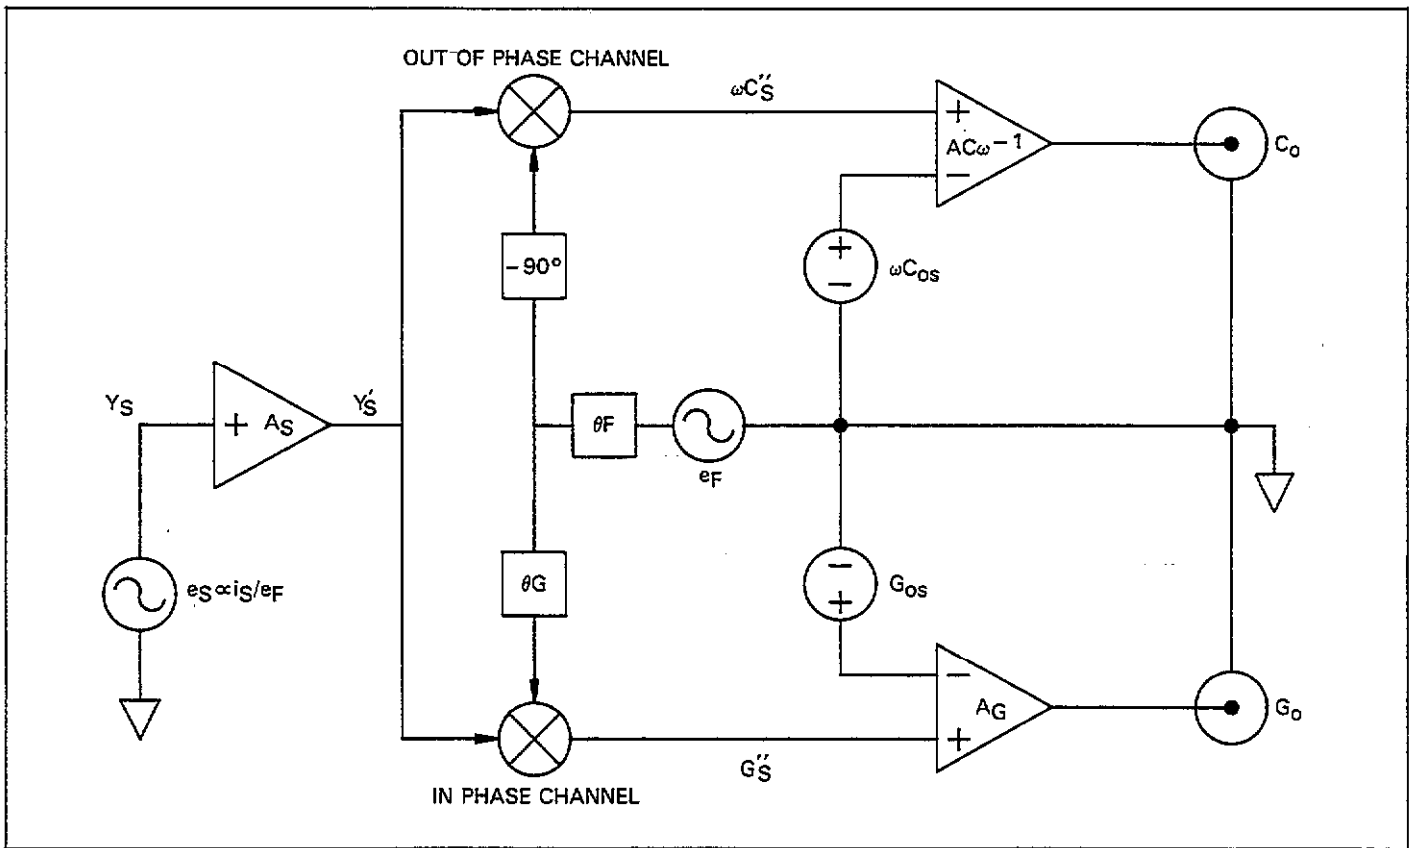 OUT OF PHASE CHANNEL
ωC″S
+
ACω⁻¹
−
Co
−90°
+
−
ωCOS
YS
+ AS
Y′S
θF
eF
eS∝iS/eF
θG
−
+
GOS
−
AG
+
Go
G″S
IN PHASE CHANNEL